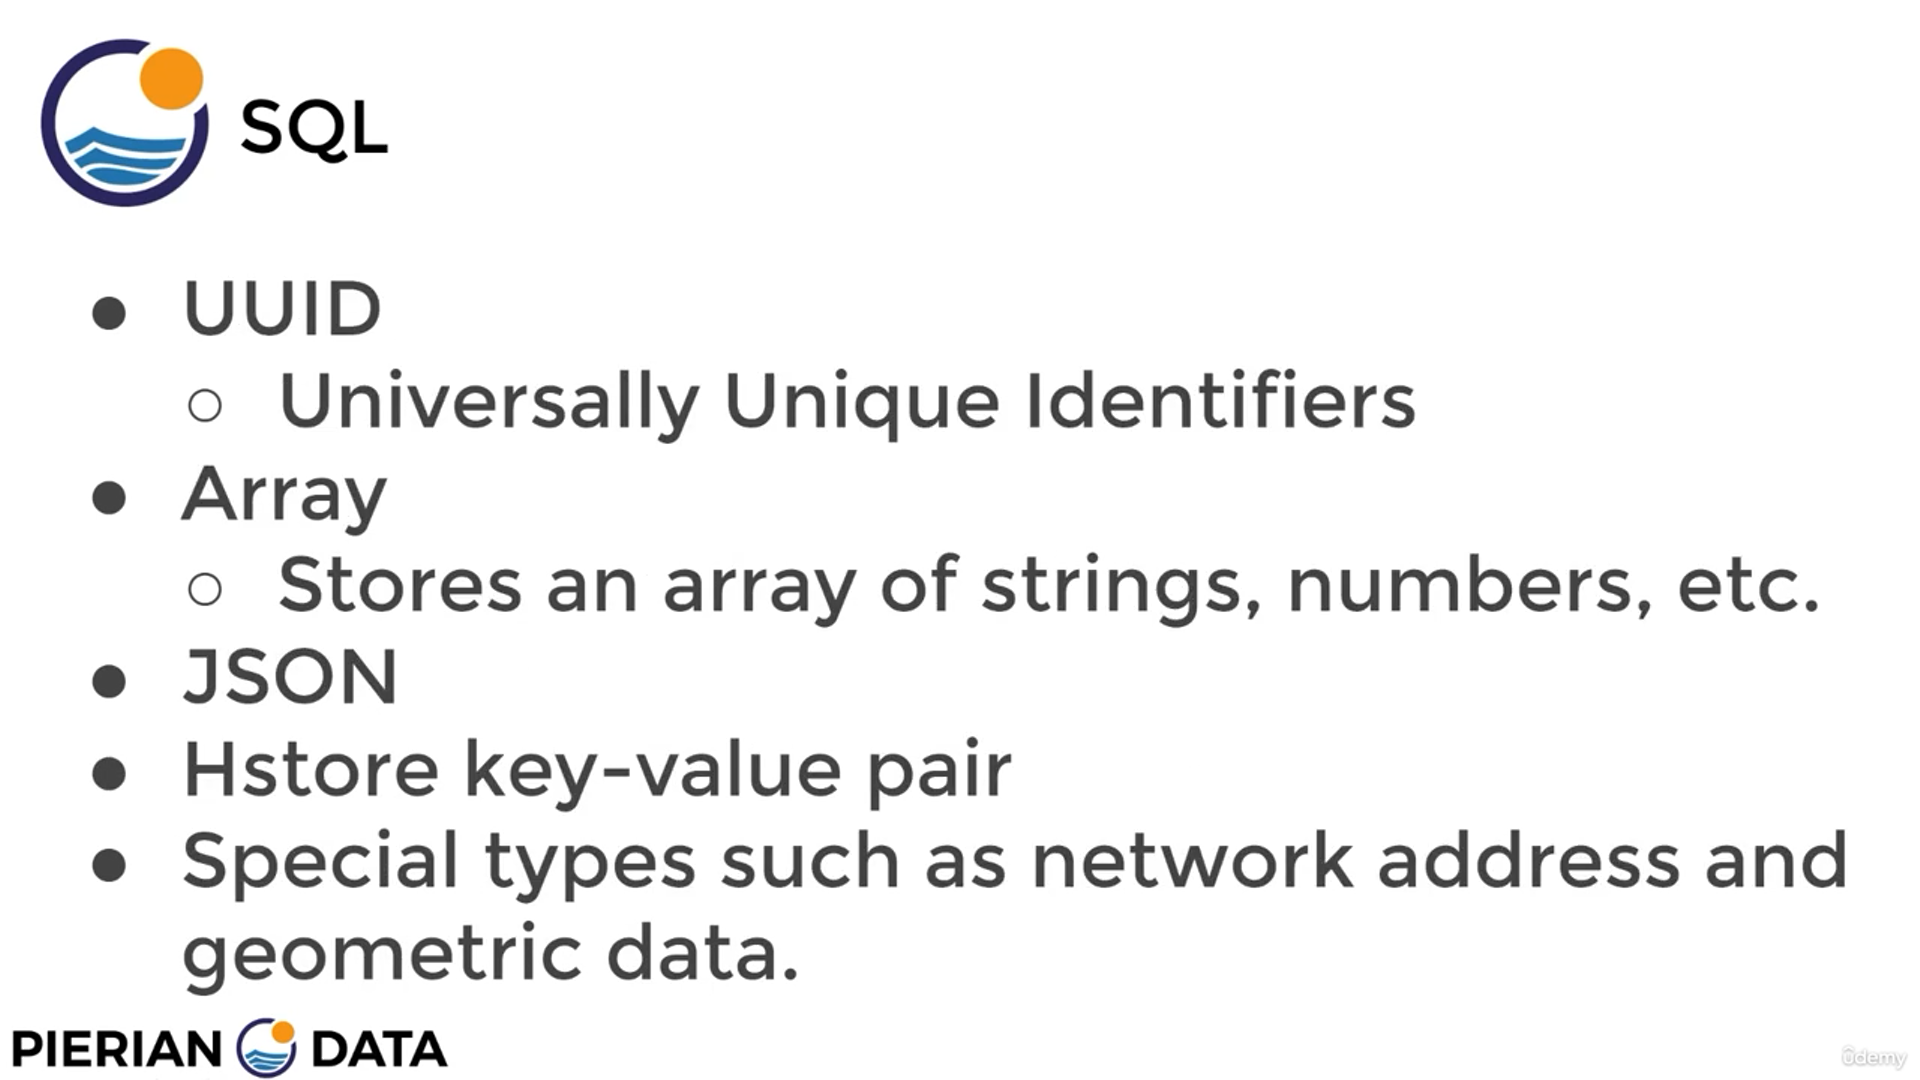 SQL
● UUID
○ Universally Unique Identifiers
● Array
○ Stores an array of strings, numbers, etc.
● JSON
● Hstore key-value pair
● Special types such as network address and
geometric data.
PIERIAN DATA
ûdemy